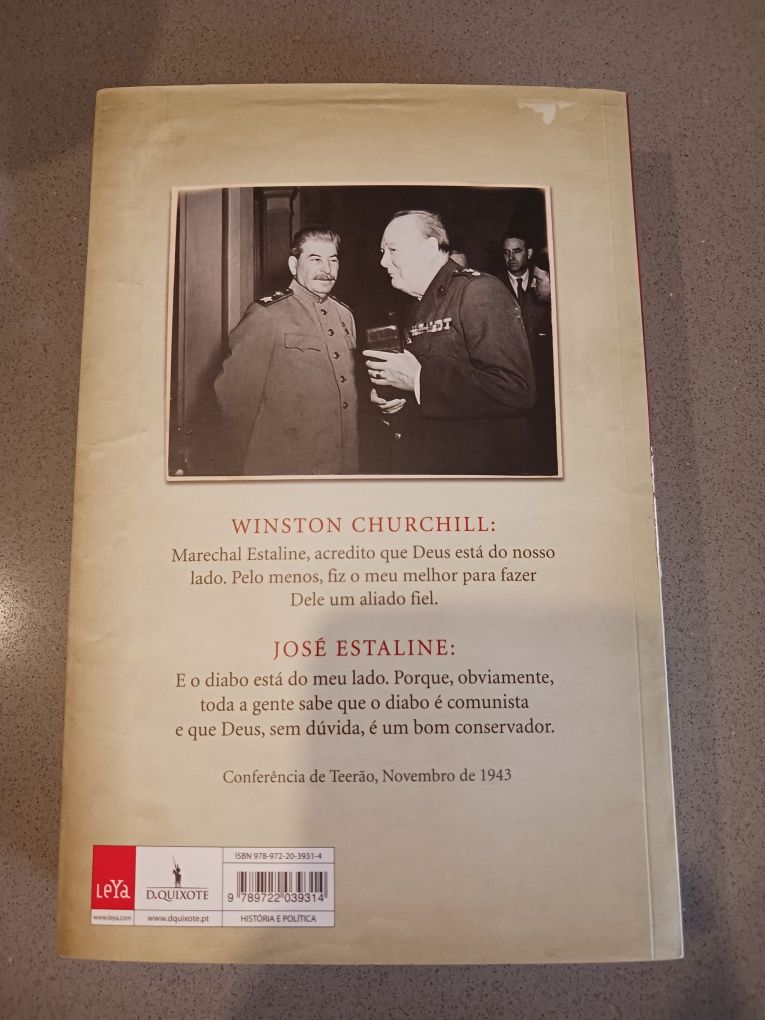 WINSTON CHURCHILL:
Marechal Estaline, acredito que Deus está do nosso
lado. Pelo menos, fiz o meu melhor para fazer
Dele um aliado fiel.
JOSÉ ESTALINE:
E o diabo está do meu lado. Porque, obviamente,
toda a gente sabe que o diabo é comunista
e que Deus, sem dúvida, é um bom conservador.
Conferência de Teerão, Novembro de 1943
LeYa
www.leya.com
D.QUIXOTE
www.dquixote.pt
ISBN 978-972-20-3931-4
9 789722 039314
HISTÓRIA E POLÍTICA